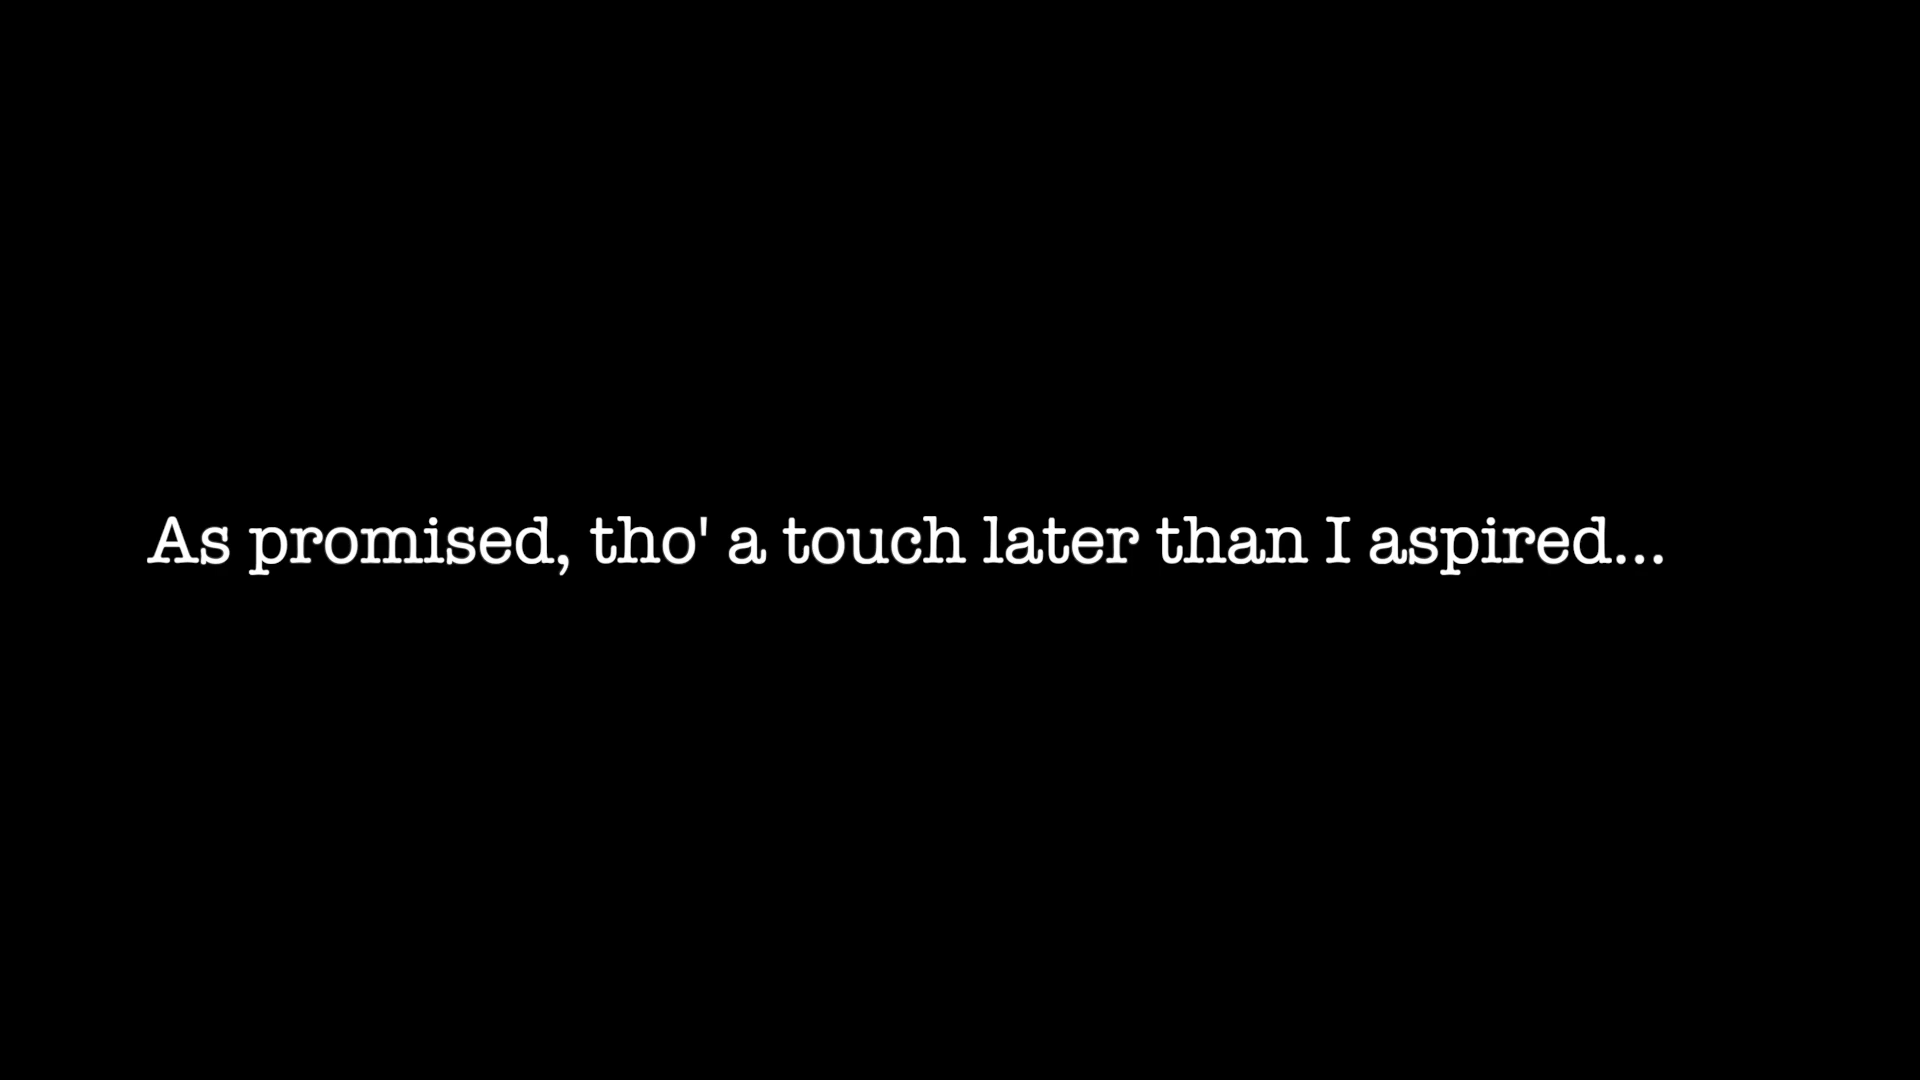 As promised, tho' a touch later than I aspired...